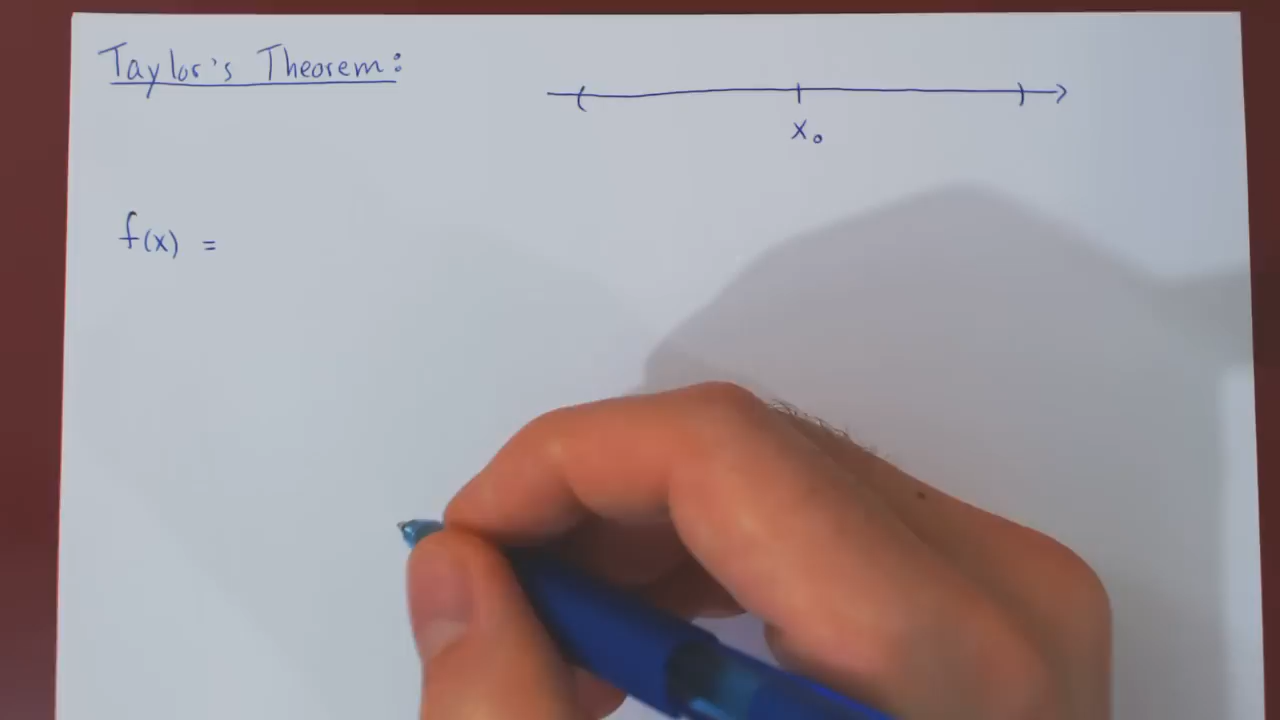 Taylor's Theorem:
x₀
f(x) =